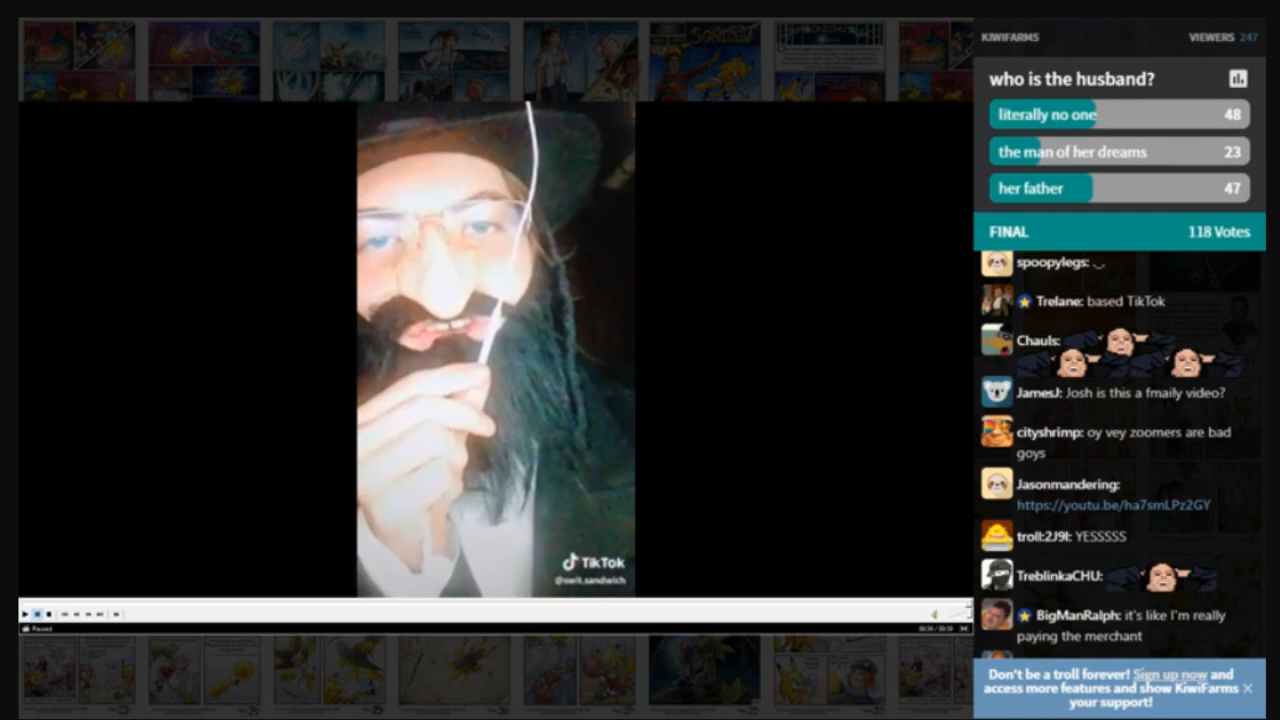 KIWIFARMS
VIEWERS 247
who is the husband?
literally no one 48
the man of her dreams 23
her father 47
FINAL 118 Votes
spoopylegs: ._.
Trelane: based TikTok
Chauls:
JamesJ: Josh is this a fmaily video?
cityshrimp: oy vey zoomers are bad
goys
Jasonmandering:
https://youtu.be/ha7smLPz2GY
troll:2J9l: YESSSSS
TreblinkaCHU:
BigManRalph: it's like I'm really
paying the merchant
Don't be a troll forever! Sign up now and
access more features and show KiwiFarms
your support!
TikTok
@swit.sandwich
Paused